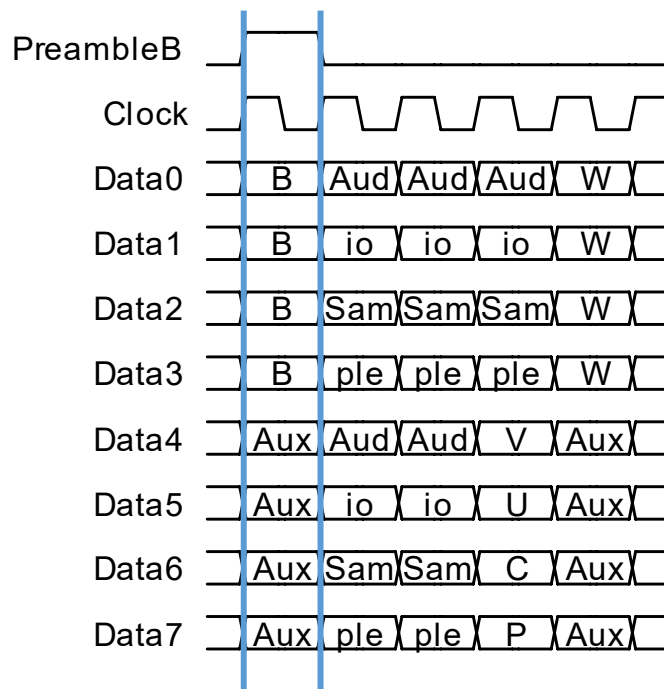 PreambleB
Clock
Data0 B Aud Aud Aud W
Data1 B io io io W
Data2 B Sam Sam Sam W
Data3 B ple ple ple W
Data4 Aux Aud Aud V Aux
Data5 Aux io io U Aux
Data6 Aux Sam Sam C Aux
Data7 Aux ple ple P Aux